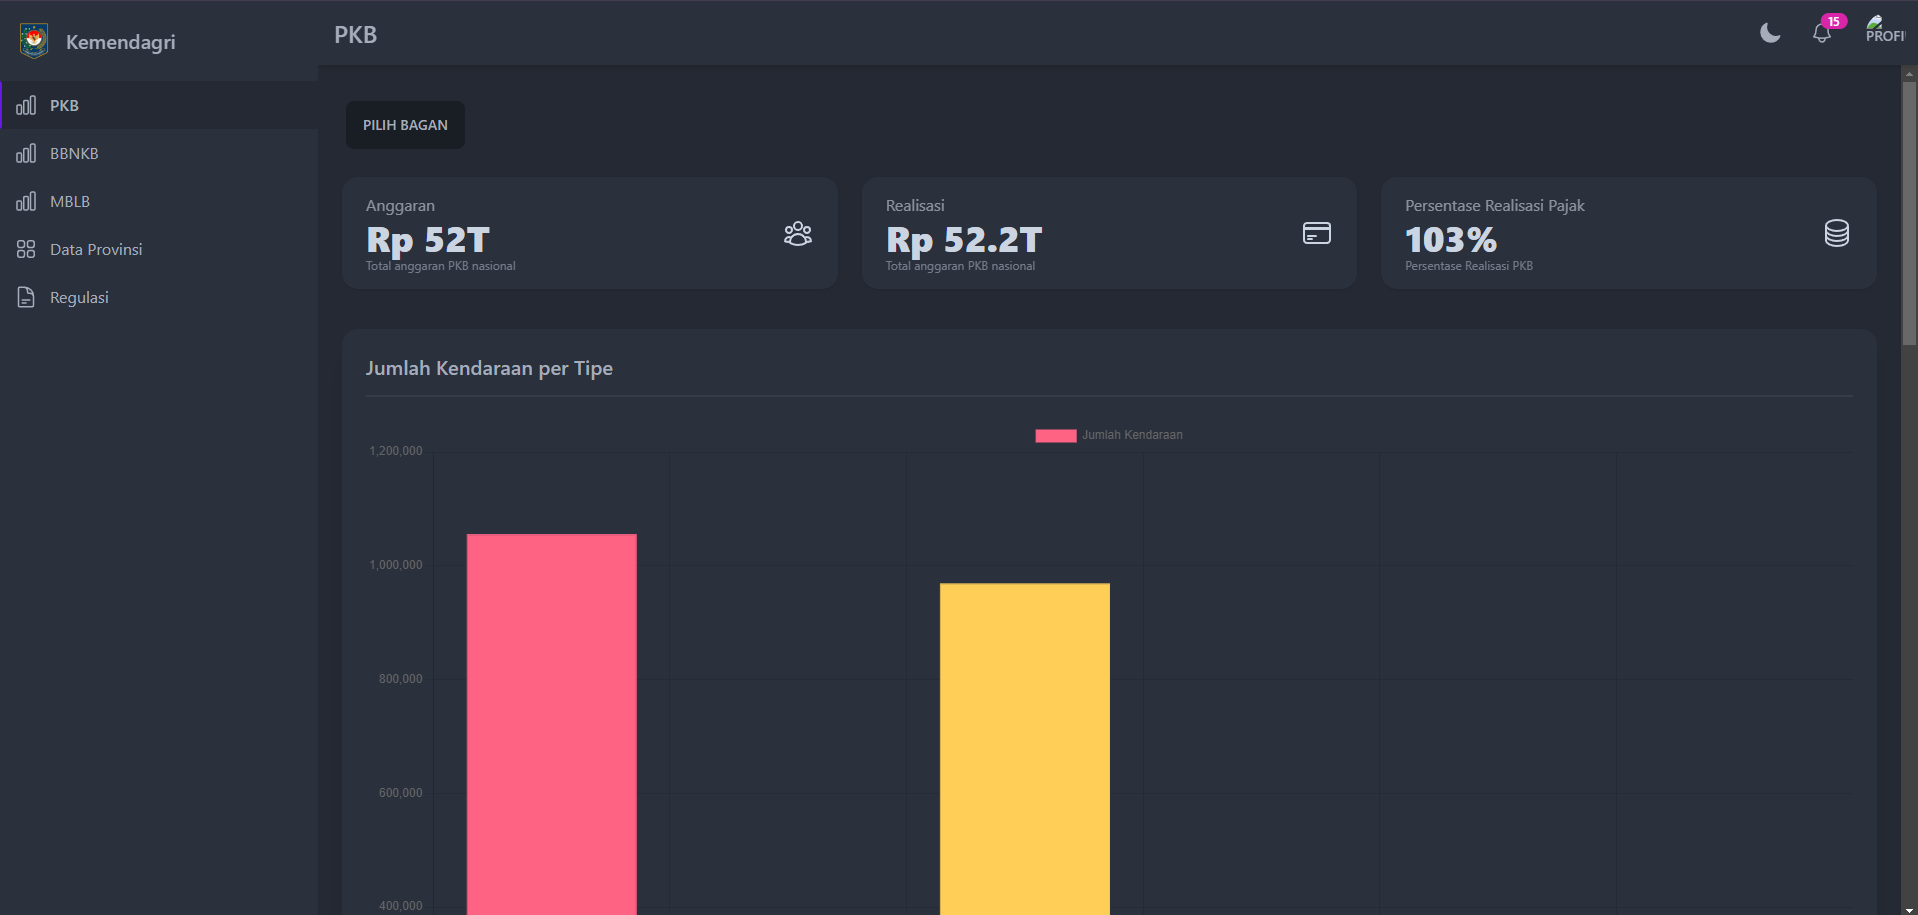 Kemendagri
PKB
BBNKB
MBLB
Data Provinsi
Regulasi
PKB
15
PROFI
PILIH BAGAN
Anggaran
Rp 52T
Total anggaran PKB nasional
Realisasi
Rp 52.2T
Total anggaran PKB nasional
Persentase Realisasi Pajak
103%
Persentase Realisasi PKB
Jumlah Kendaraan per Tipe
Jumlah Kendaraan
1,200,000
1,000,000
800,000
600,000
400,000